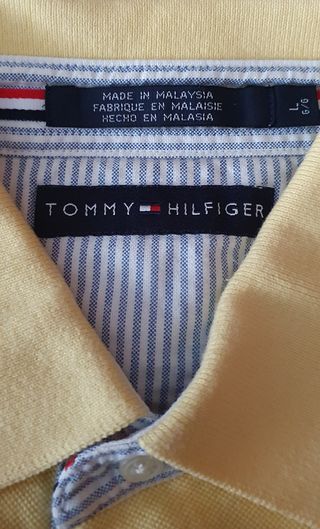 MADE IN MALAYSIA
FABRIQUE EN MALAISIE
HECHO EN MALASIA
L
G/G
TOMMY HILFIGER